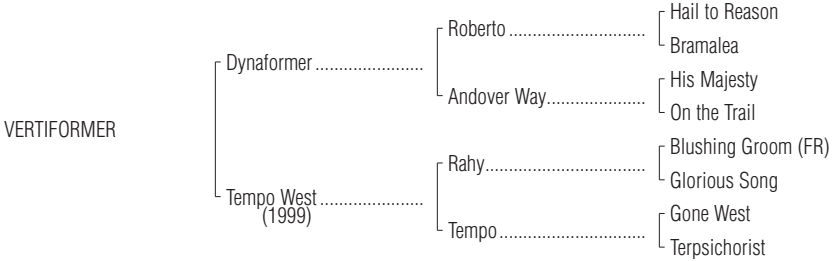 Hail to Reason
Roberto ..............................
Bramalea
Dynaformer .......................
His Majesty
Andover Way.....................
On the Trail
VERTIFORMER
Blushing Groom (FR)
Rahy..................................
Glorious Song
Tempo West ......................
(1999)
Gone West
Tempo ...............................
Terpsichorist